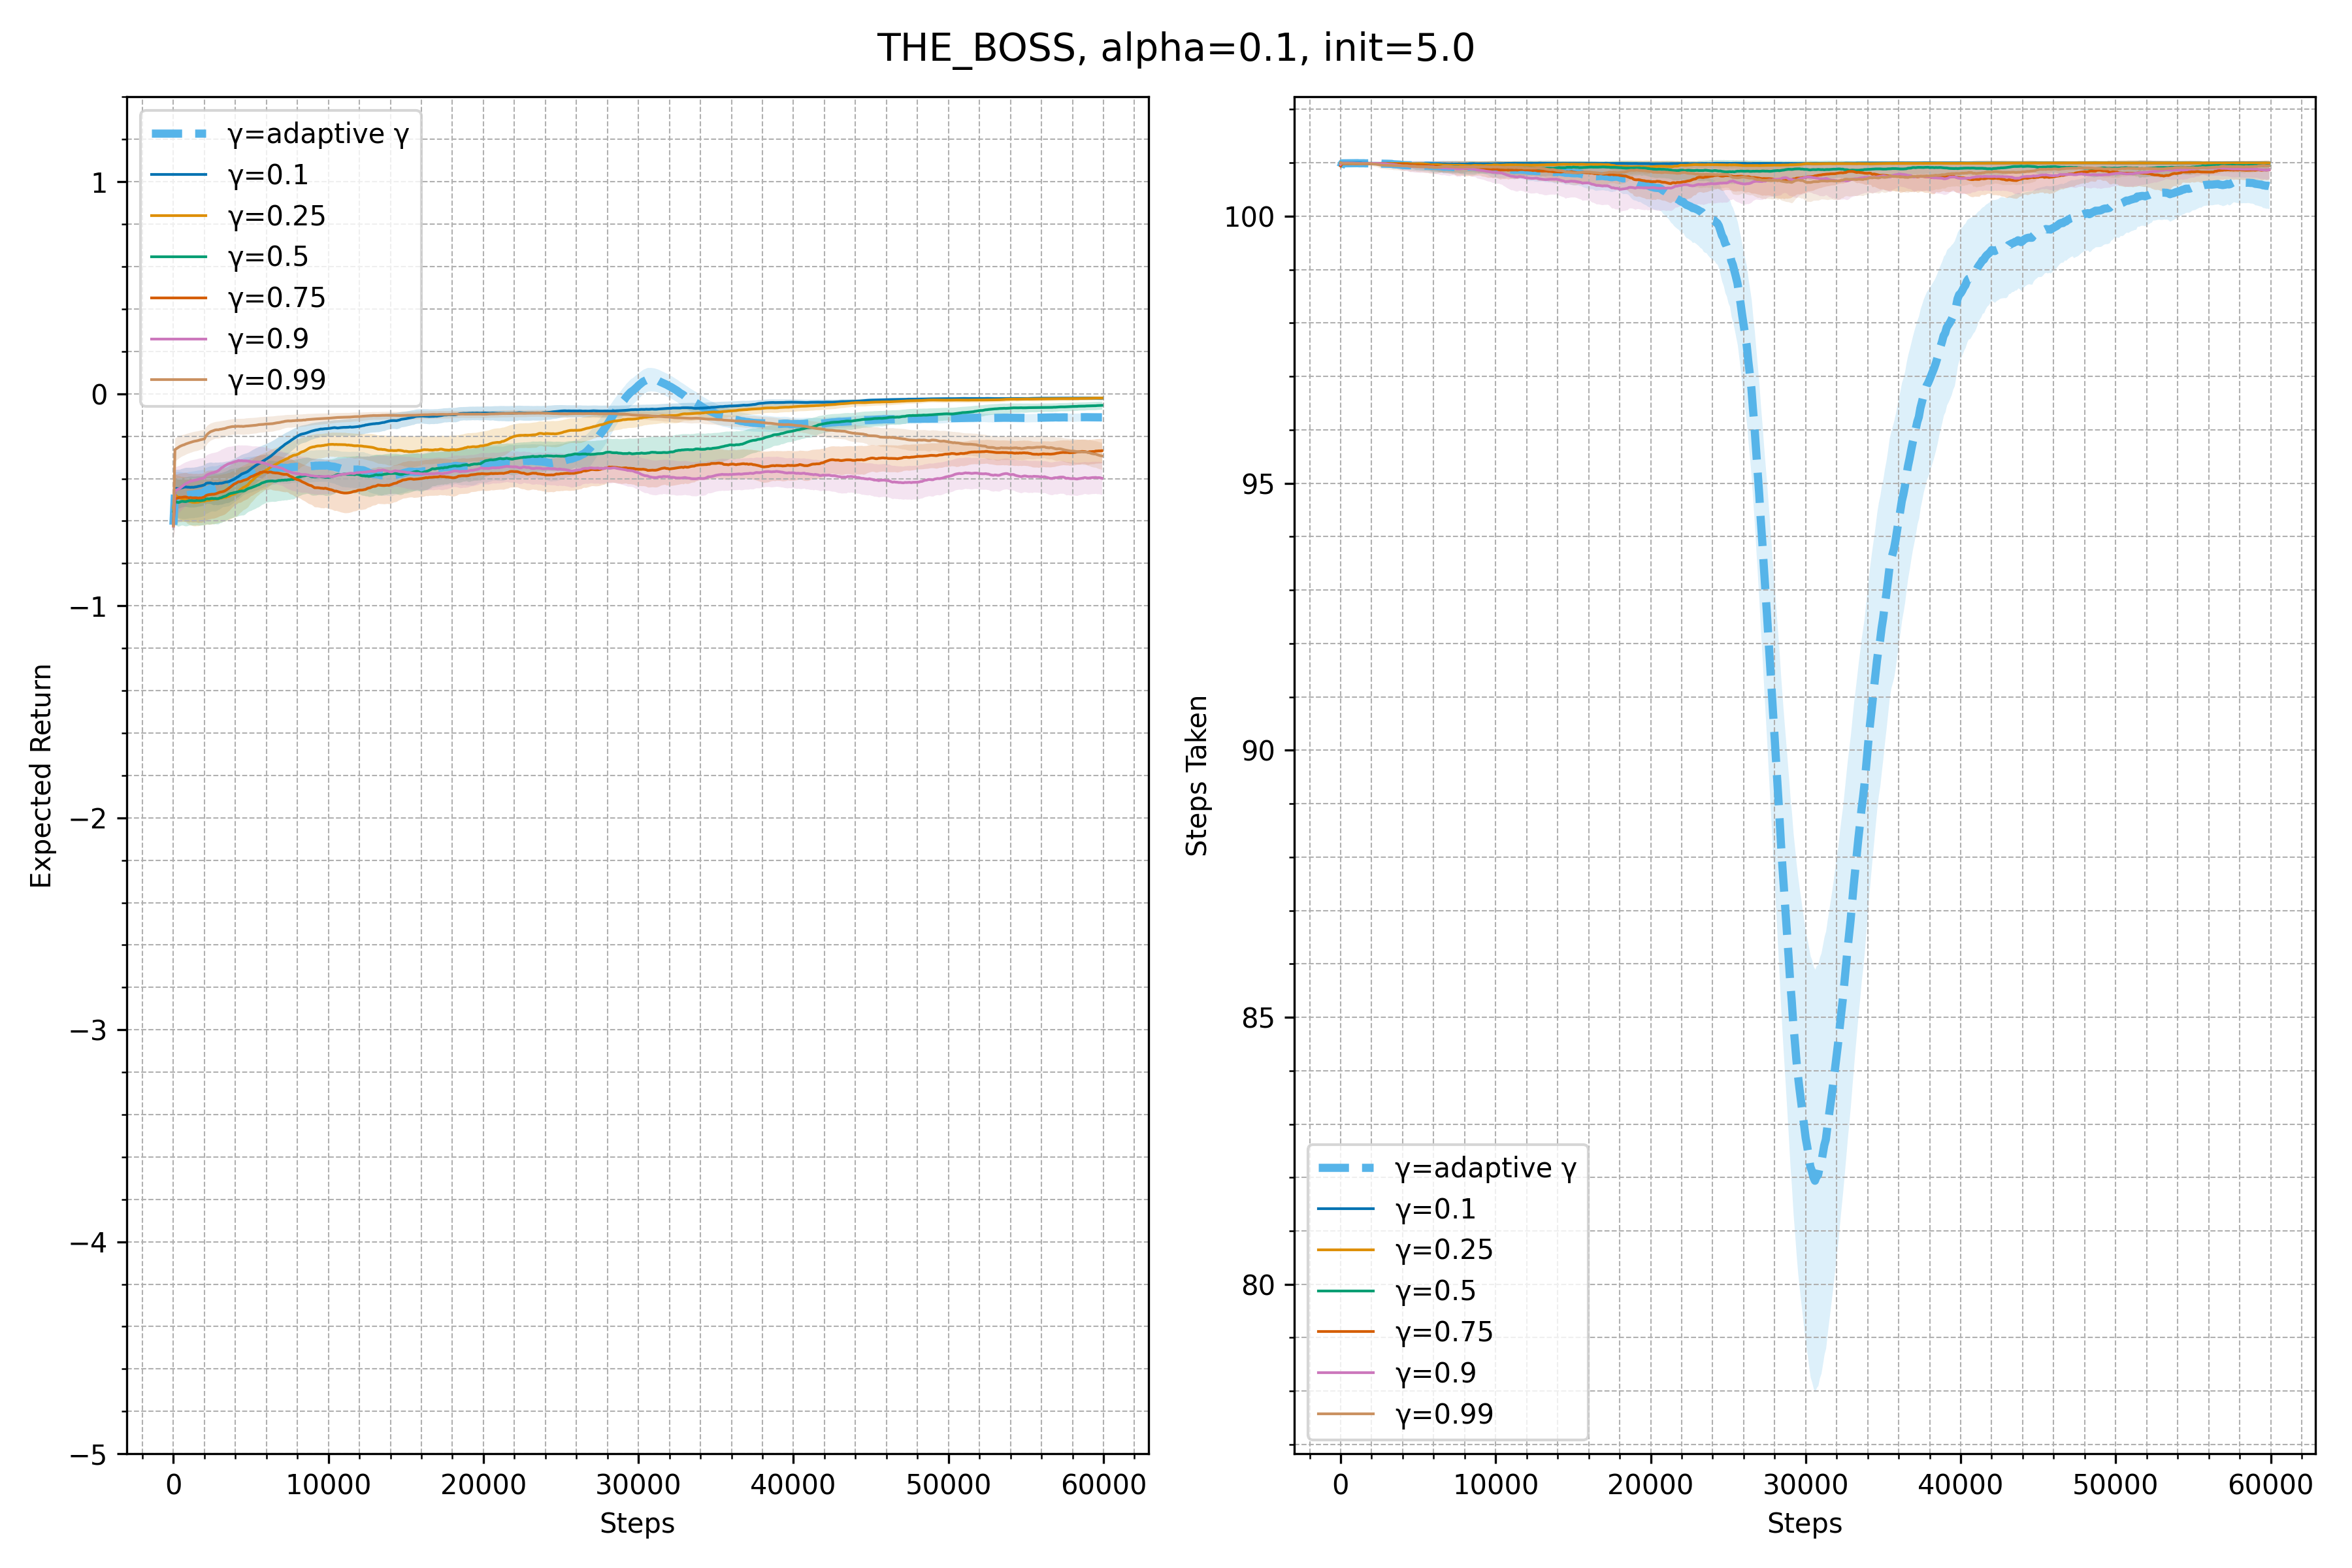 THE_BOSS, alpha=0.1, init=5.0
γ=adaptive γ
γ=0.1
γ=0.25
γ=0.5
γ=0.75
γ=0.9
γ=0.99
1
0
−1
−2
−3
−4
−5
Expected Return
0 10000 20000 30000 40000 50000 60000
Steps
100
95
90
85
80
Steps Taken
γ=adaptive γ
γ=0.1
γ=0.25
γ=0.5
γ=0.75
γ=0.9
γ=0.99
0 10000 20000 30000 40000 50000 60000
Steps